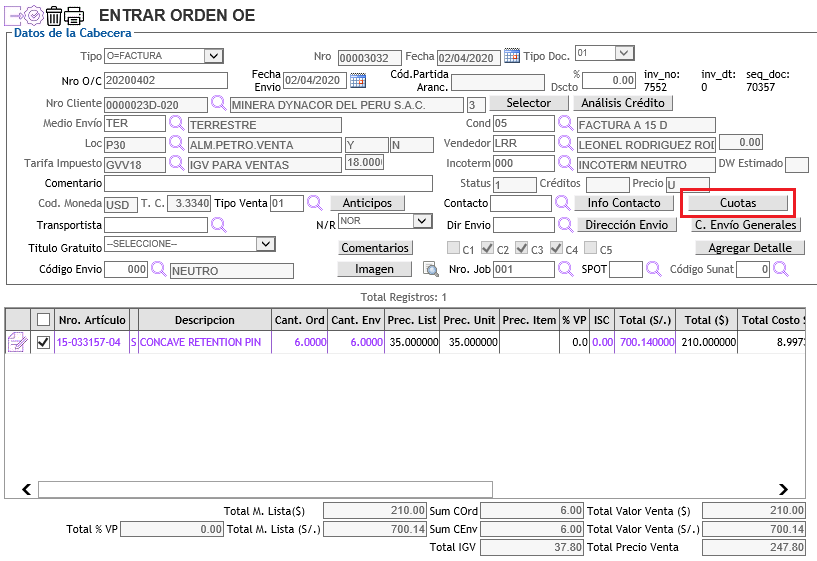 ENTRAR ORDEN OE
Datos de la Cabecera
Tipo O=FACTURA Nro 00003032 Fecha 02/04/2020 Tipo Doc. 01
Nro O/C 20200402 Fecha Envio 02/04/2020 Cód.Partida Aranc. % Dscto 0.00 inv_no: 7552 inv_dt: 0 seq_doc: 70357
Nro Cliente 0000023D-020 MINERA DYNACOR DEL PERU S.A.C. 3 Selector Análisis Crédito
Medio Envío TER TERRESTRE Cond 05 FACTURA A 15 D
Loc P30 ALM.PETRO.VENTA Y N Vendedor LRR LEONEL RODRIGUEZ ROD 0.00
Tarifa Impuesto GVV18 IGV PARA VENTAS 18.000 Incoterm 000 INCOTERM NEUTRO DW Estimado
Comentario Status 1 Créditos Precio U
Cod. Moneda USD T. C. 3.3340 Tipo Venta 01 Anticipos Contacto Info Contacto Cuotas
Transportista N/R NOR Dir Envio Dirección Envio C. Envío Generales
Titulo Gratuito --SELECCIONE-- Comentarios C1 C2 C3 C4 C5 Agregar Detalle
Código Envio 000 NEUTRO Imagen Nro. Job 001 SPOT Código Sunat 0
Total Registros: 1
Nro. Artículo Descripcion Cant. Ord Cant. Env Prec. List Prec. Unit Prec. Item % VP ISC Total (S/.) Total ($) Total Costo
15-033157-04 S CONCAVE RETENTION PIN 6.0000 6.0000 35.000000 35.000000 0.0 0.00 700.140000 210.000000 8.997
Total M. Lista($) 210.00 Sum COrd 6.00 Total Valor Venta ($) 210.00
Total % VP 0.00 Total M. Lista (S/.) 700.14 Sum CEnv 6.00 Total Valor Venta (S/.) 700.14
Total IGV 37.80 Total Precio Venta 247.80